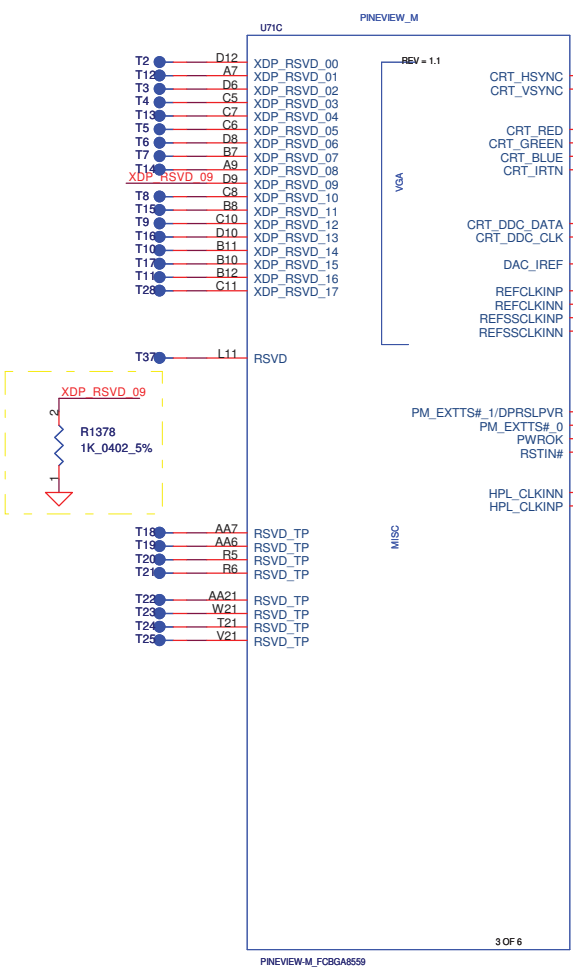 PINEVIEW_M
U71C
REV = 1.1
T2 D12 XDP_RSVD_00
T12 A7 XDP_RSVD_01 CRT_HSYNC
T3 D6 XDP_RSVD_02 CRT_VSYNC
T4 C5 XDP_RSVD_03
T13 C7 XDP_RSVD_04
T5 C6 XDP_RSVD_05 CRT_RED
T6 D8 XDP_RSVD_06 CRT_GREEN
T7 B7 XDP_RSVD_07 CRT_BLUE
T14 A9 XDP_RSVD_08 CRT_IRTN
XDP_RSVD_09 D9 XDP_RSVD_09
VGA
T8 C8 XDP_RSVD_10
T15 B8 XDP_RSVD_11
T9 C10 XDP_RSVD_12 CRT_DDC_DATA
T16 D10 XDP_RSVD_13 CRT_DDC_CLK
T10 B11 XDP_RSVD_14
T17 B10 XDP_RSVD_15 DAC_IREF
T11 B12 XDP_RSVD_16
T28 C11 XDP_RSVD_17 REFCLKINP
REFCLKINN
REFSSCLKINP
REFSSCLKINN
T37 L11 RSVD
XDP_RSVD_09
2
R1378
1K_0402_5%
1
PM_EXTTS#_1/DPRSLPVR
PM_EXTTS#_0
PWROK
RSTIN#
HPL_CLKINN
HPL_CLKINP
MISC
T18 AA7 RSVD_TP
T19 AA6 RSVD_TP
T20 R5 RSVD_TP
T21 R6 RSVD_TP
T22 AA21 RSVD_TP
T23 W21 RSVD_TP
T24 T21 RSVD_TP
T25 V21 RSVD_TP
3 OF 6
PINEVIEW-M_FCBGA8559